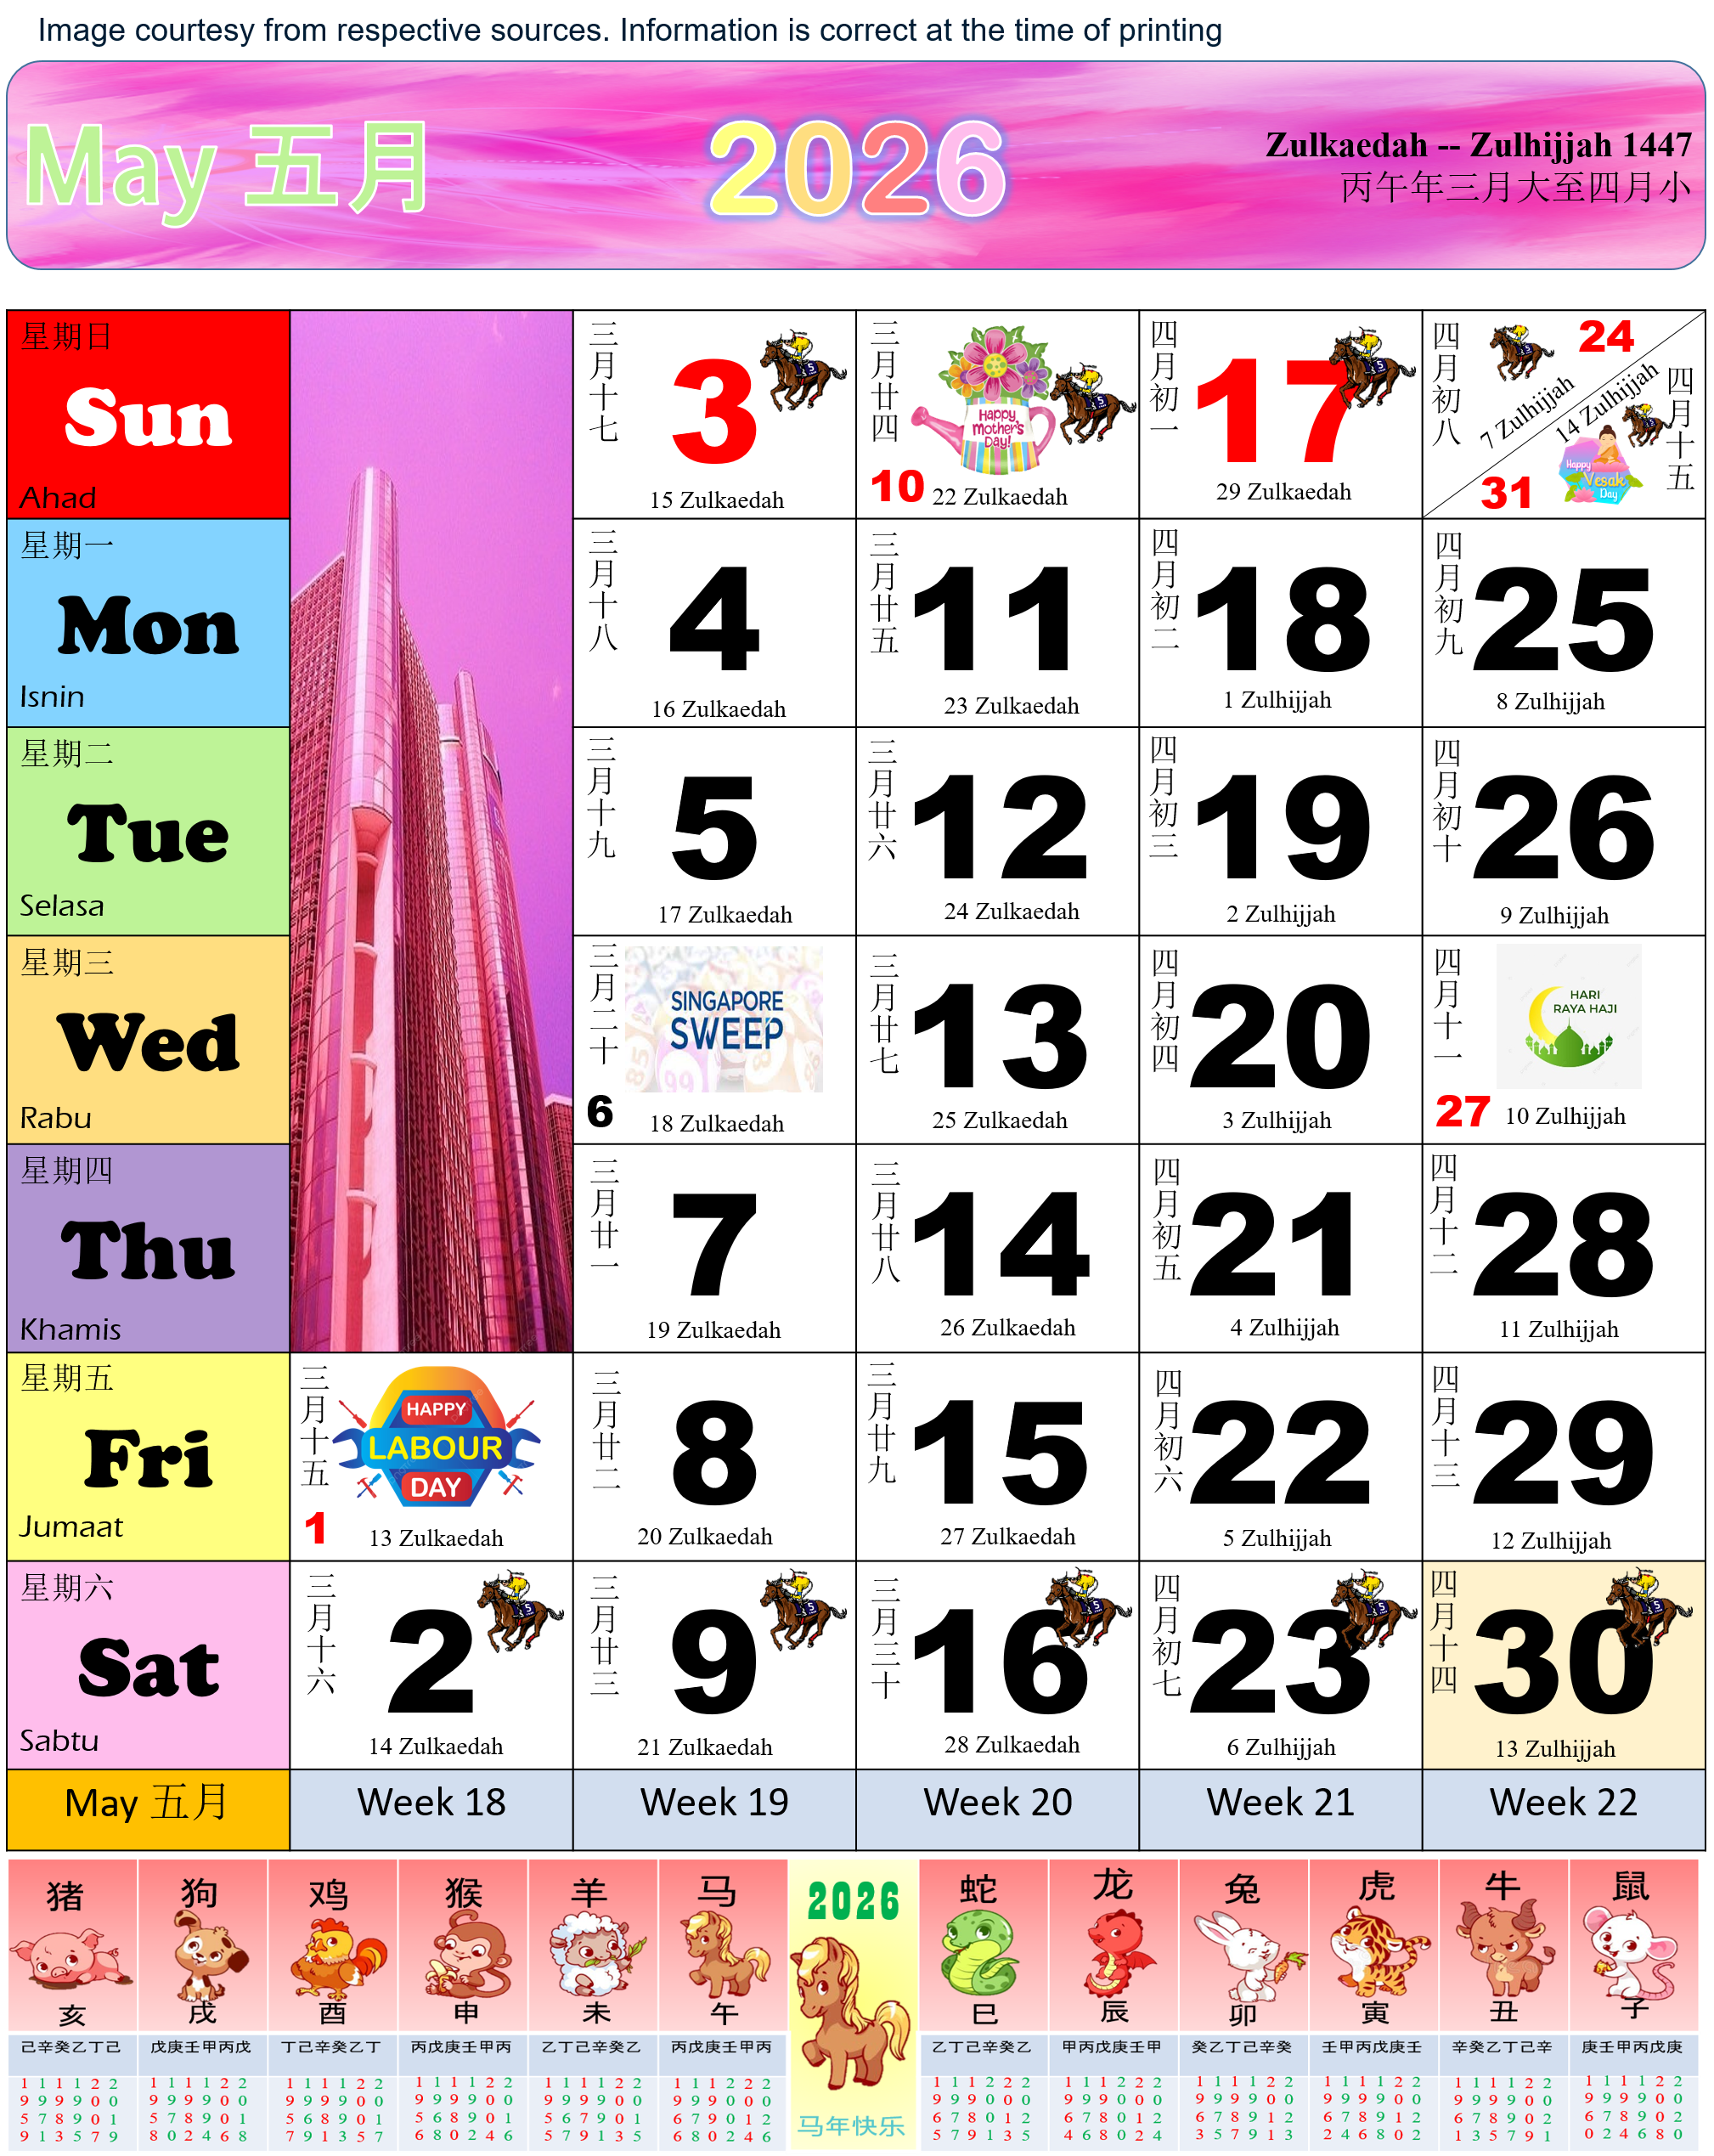 Image courtesy from respective sources. Information is correct at the time of printing
May 五月
2026
Zulkaedah -- Zulhijjah 1447
丙午年三月大至四月小
星期日
Sun
Ahad
三月十七
3
15 Zulkaedah
三月廿四
Happy
Mother's
Day!
10
22 Zulkaedah
四月初一
17
29 Zulkaedah
四月初八
24
7 Zulhijjah
14 Zulhijjah
四月十五
31
Happy
Vesak
Day
星期一
Mon
Isnin
三月十八
4
16 Zulkaedah
三月廿五
11
23 Zulkaedah
四月初二
18
1 Zulhijjah
四月初九
25
8 Zulhijjah
星期二
Tue
Selasa
三月十九
5
17 Zulkaedah
三月廿六
12
24 Zulkaedah
四月初三
19
2 Zulhijjah
四月初十
26
9 Zulhijjah
星期三
Wed
Rabu
三月二十
SINGAPORE
SWEEP
6
18 Zulkaedah
三月廿七
13
25 Zulkaedah
四月初四
20
3 Zulhijjah
四月十一
HARI
RAYA HAJI
27
10 Zulhijjah
星期四
Thu
Khamis
三月廿一
7
19 Zulkaedah
三月廿八
14
26 Zulkaedah
四月初五
21
4 Zulhijjah
四月十二
28
11 Zulhijjah
星期五
Fri
Jumaat
三月十五
HAPPY
LABOUR
DAY
1
13 Zulkaedah
三月廿二
8
20 Zulkaedah
三月廿九
15
27 Zulkaedah
四月初六
22
5 Zulhijjah
四月十三
29
12 Zulhijjah
星期六
Sat
Sabtu
三月十六
2
14 Zulkaedah
三月廿三
9
21 Zulkaedah
三月三十
16
28 Zulkaedah
四月初七
23
6 Zulhijjah
四月十四
30
13 Zulhijjah
May 五月
Week 18
Week 19
Week 20
Week 21
Week 22
猪
亥
己辛癸乙丁己
1959 1971 1983 1995 2007 2019
狗
戌
戊庚壬甲丙戊
1958 1970 1982 1994 2006 2018
鸡
酉
丁己辛癸乙丁
1957 1969 1981 1993 2005 2017
猴
申
丙戊庚壬甲丙
1956 1968 1980 1992 2004 2016
羊
未
乙丁己辛癸乙
1955 1967 1979 1991 2003 2015
马
午
丙戊庚壬甲丙
1966 1978 1990 2002 2014 2026
2026
马年快乐
蛇
巳
乙丁己辛癸乙
1965 1977 1989 2001 2013 2025
龙
辰
甲丙戊庚壬甲
1964 1976 1988 2000 2012 2024
兔
卯
癸乙丁己辛癸
1963 1975 1987 1999 2011 2023
虎
寅
壬甲丙戊庚壬
1962 1974 1986 1998 2010 2022
牛
丑
辛癸乙丁己辛
1961 1973 1985 1997 2009 2021
鼠
子
庚壬甲丙戊庚
1960 1972 1984 1996 2008 2020